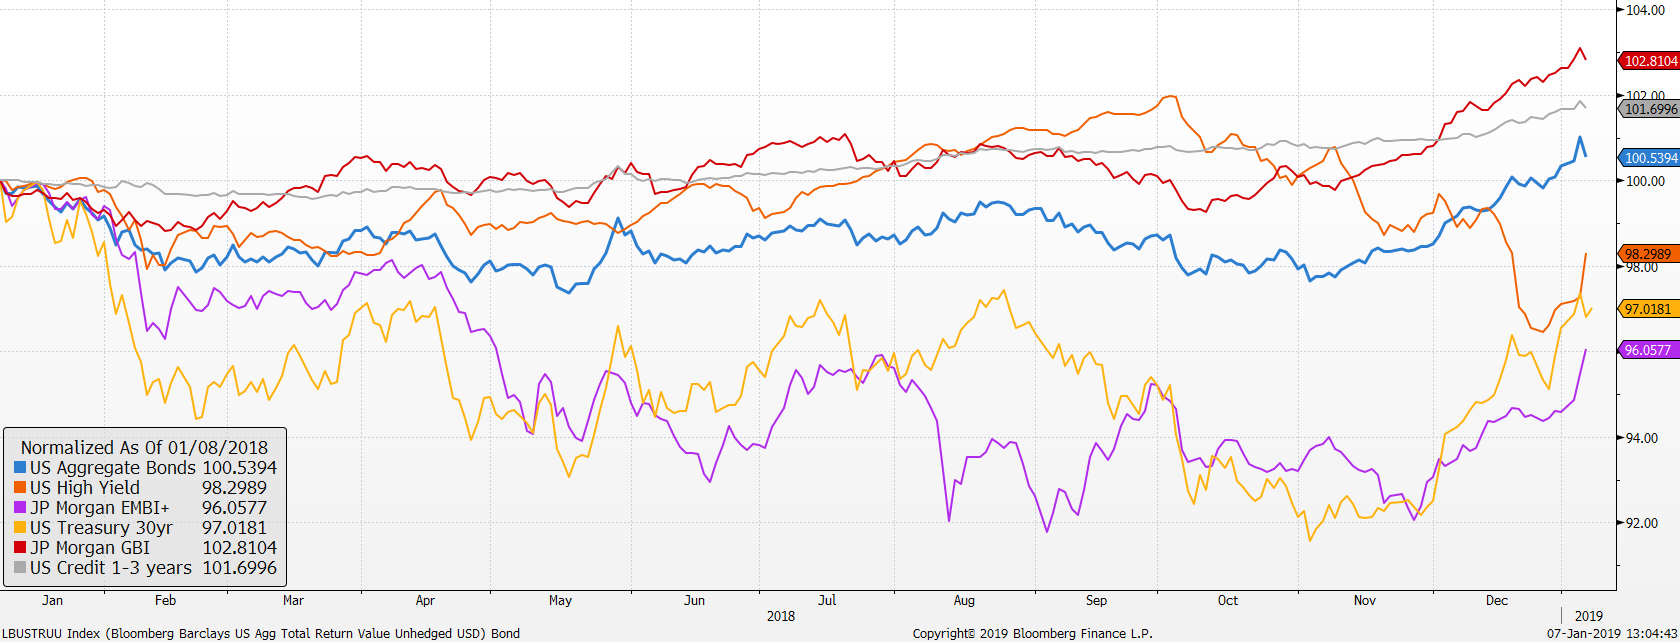 104.00
102.8104
102.00
101.6996
100.5394
100.00
98.2989
98.00
97.0181
96.0577
94.00
92.00
Normalized As Of 01/08/2018
US Aggregate Bonds 100.5394
US High Yield 98.2989
JP Morgan EMBI+ 96.0577
US Treasury 30yr 97.0181
JP Morgan GBI 102.8104
US Credit 1-3 years 101.6996
Jan Feb Mar Apr May Jun Jul Aug Sep Oct Nov Dec
2018 2019
LBUSTRUU Index (Bloomberg Barclays US Agg Total Return Value Unhedged USD) Bond Copyright© 2019 Bloomberg Finance L.P. 07-Jan-2019 13:04:43